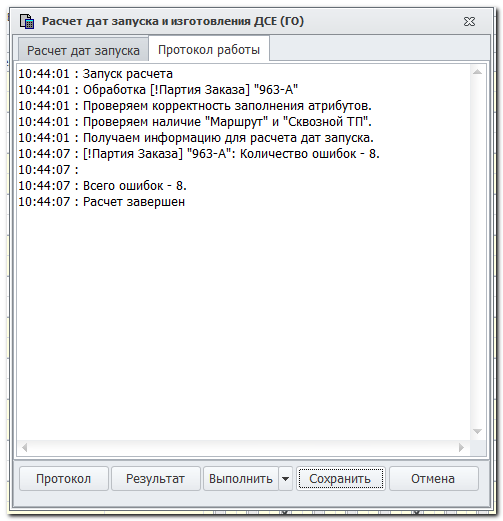 Расчет дат запуска и изготовления ДСЕ (ГО)
Расчет дат запуска
Протокол работы
10:44:01 : Запуск расчета
10:44:01 : Обработка [!Партия Заказа] "963-А"
10:44:01 : Проверяем корректность заполнения атрибутов.
10:44:01 : Проверяем наличие "Маршрут" и "Сквозной ТП".
10:44:01 : Получаем информацию для расчета дат запуска.
10:44:07 : [!Партия Заказа] "963-А": Количество ошибок - 8.
10:44:07 :
10:44:07 : Всего ошибок - 8.
10:44:07 : Расчет завершен
Протокол
Результат
Выполнить
Сохранить
Отмена